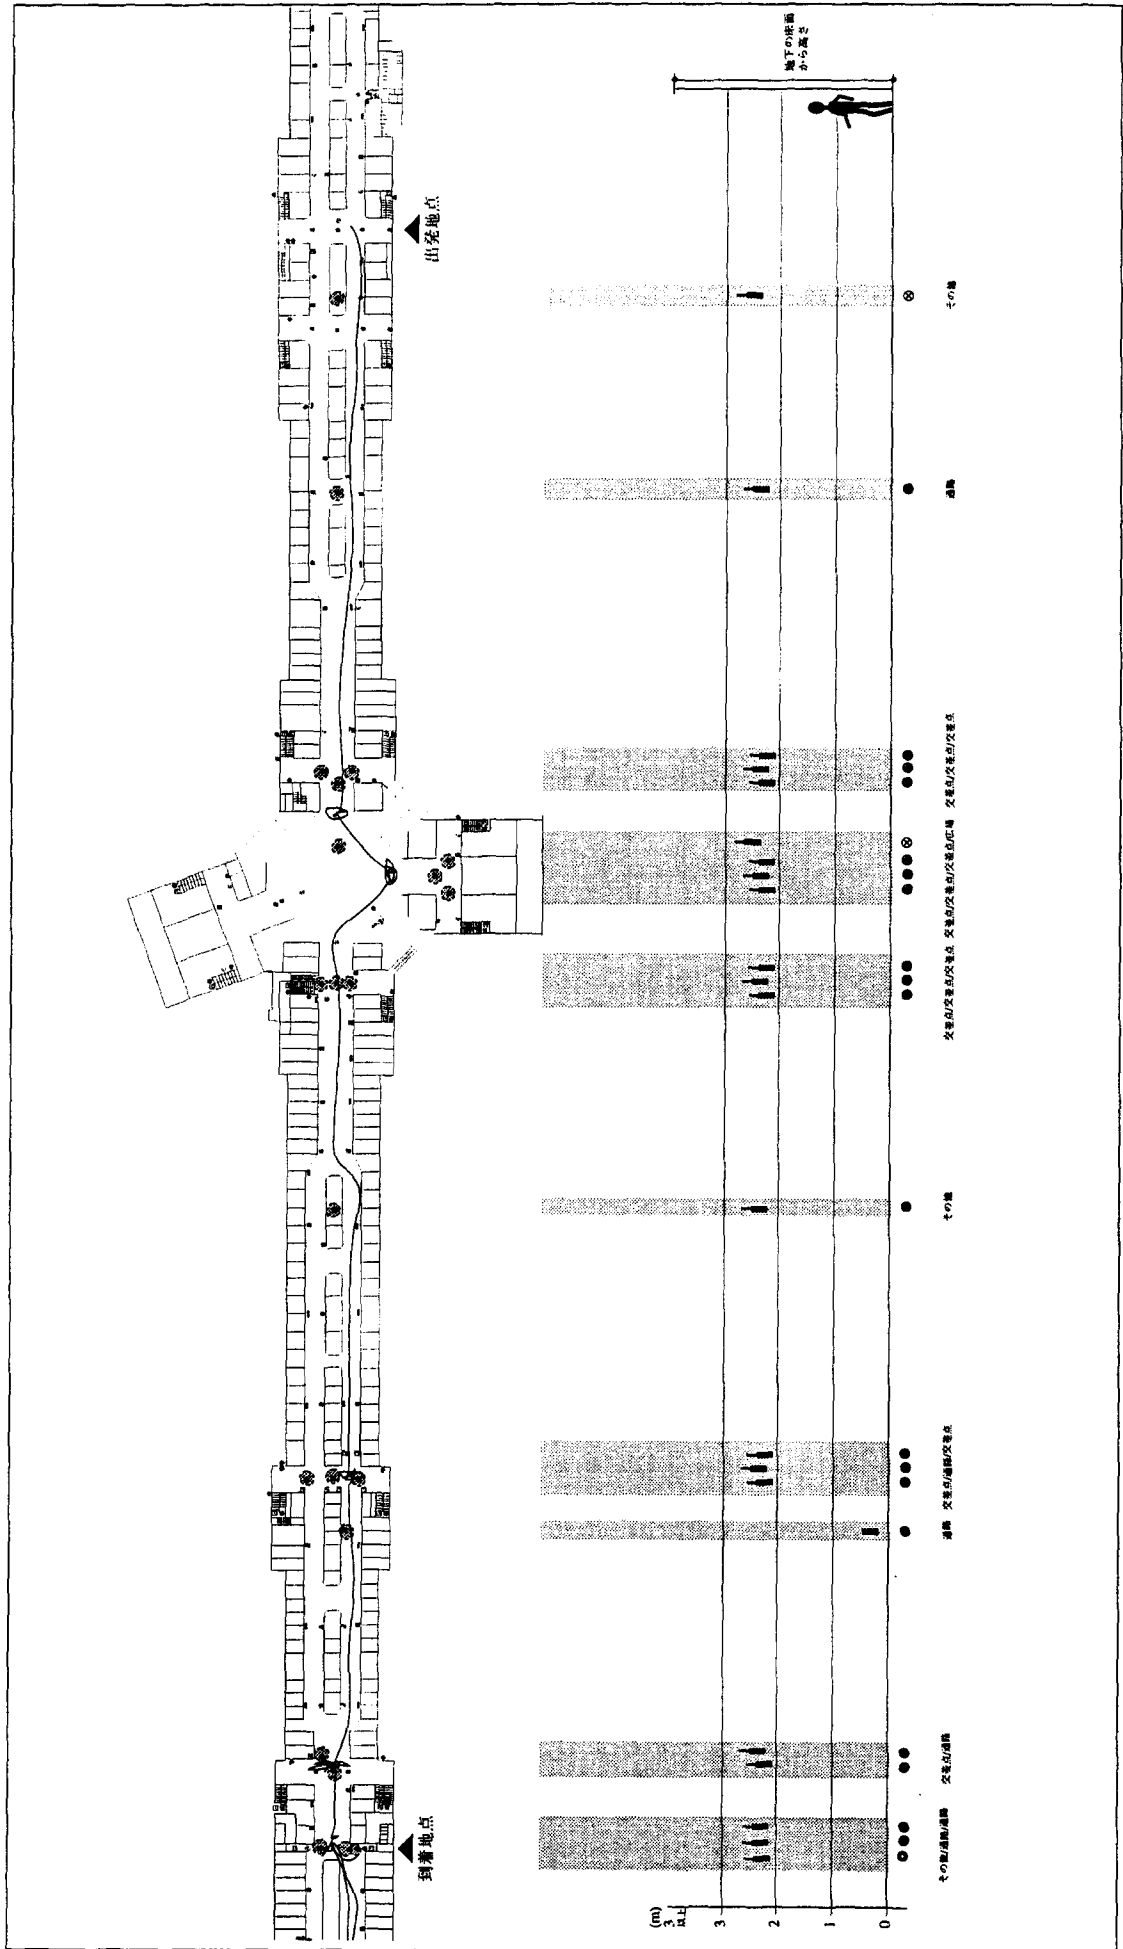 地下の床面
から高さ
出発地点
その他
通路
交差点/交差点/交差点
交差点/交差点/交差点/広場
交差点/交差点/交差点
その他
交差点/通路/交差点
通路
交差点/通路
その他/通路/通路
到着地点
(m)
3
以上
3
2
1
0